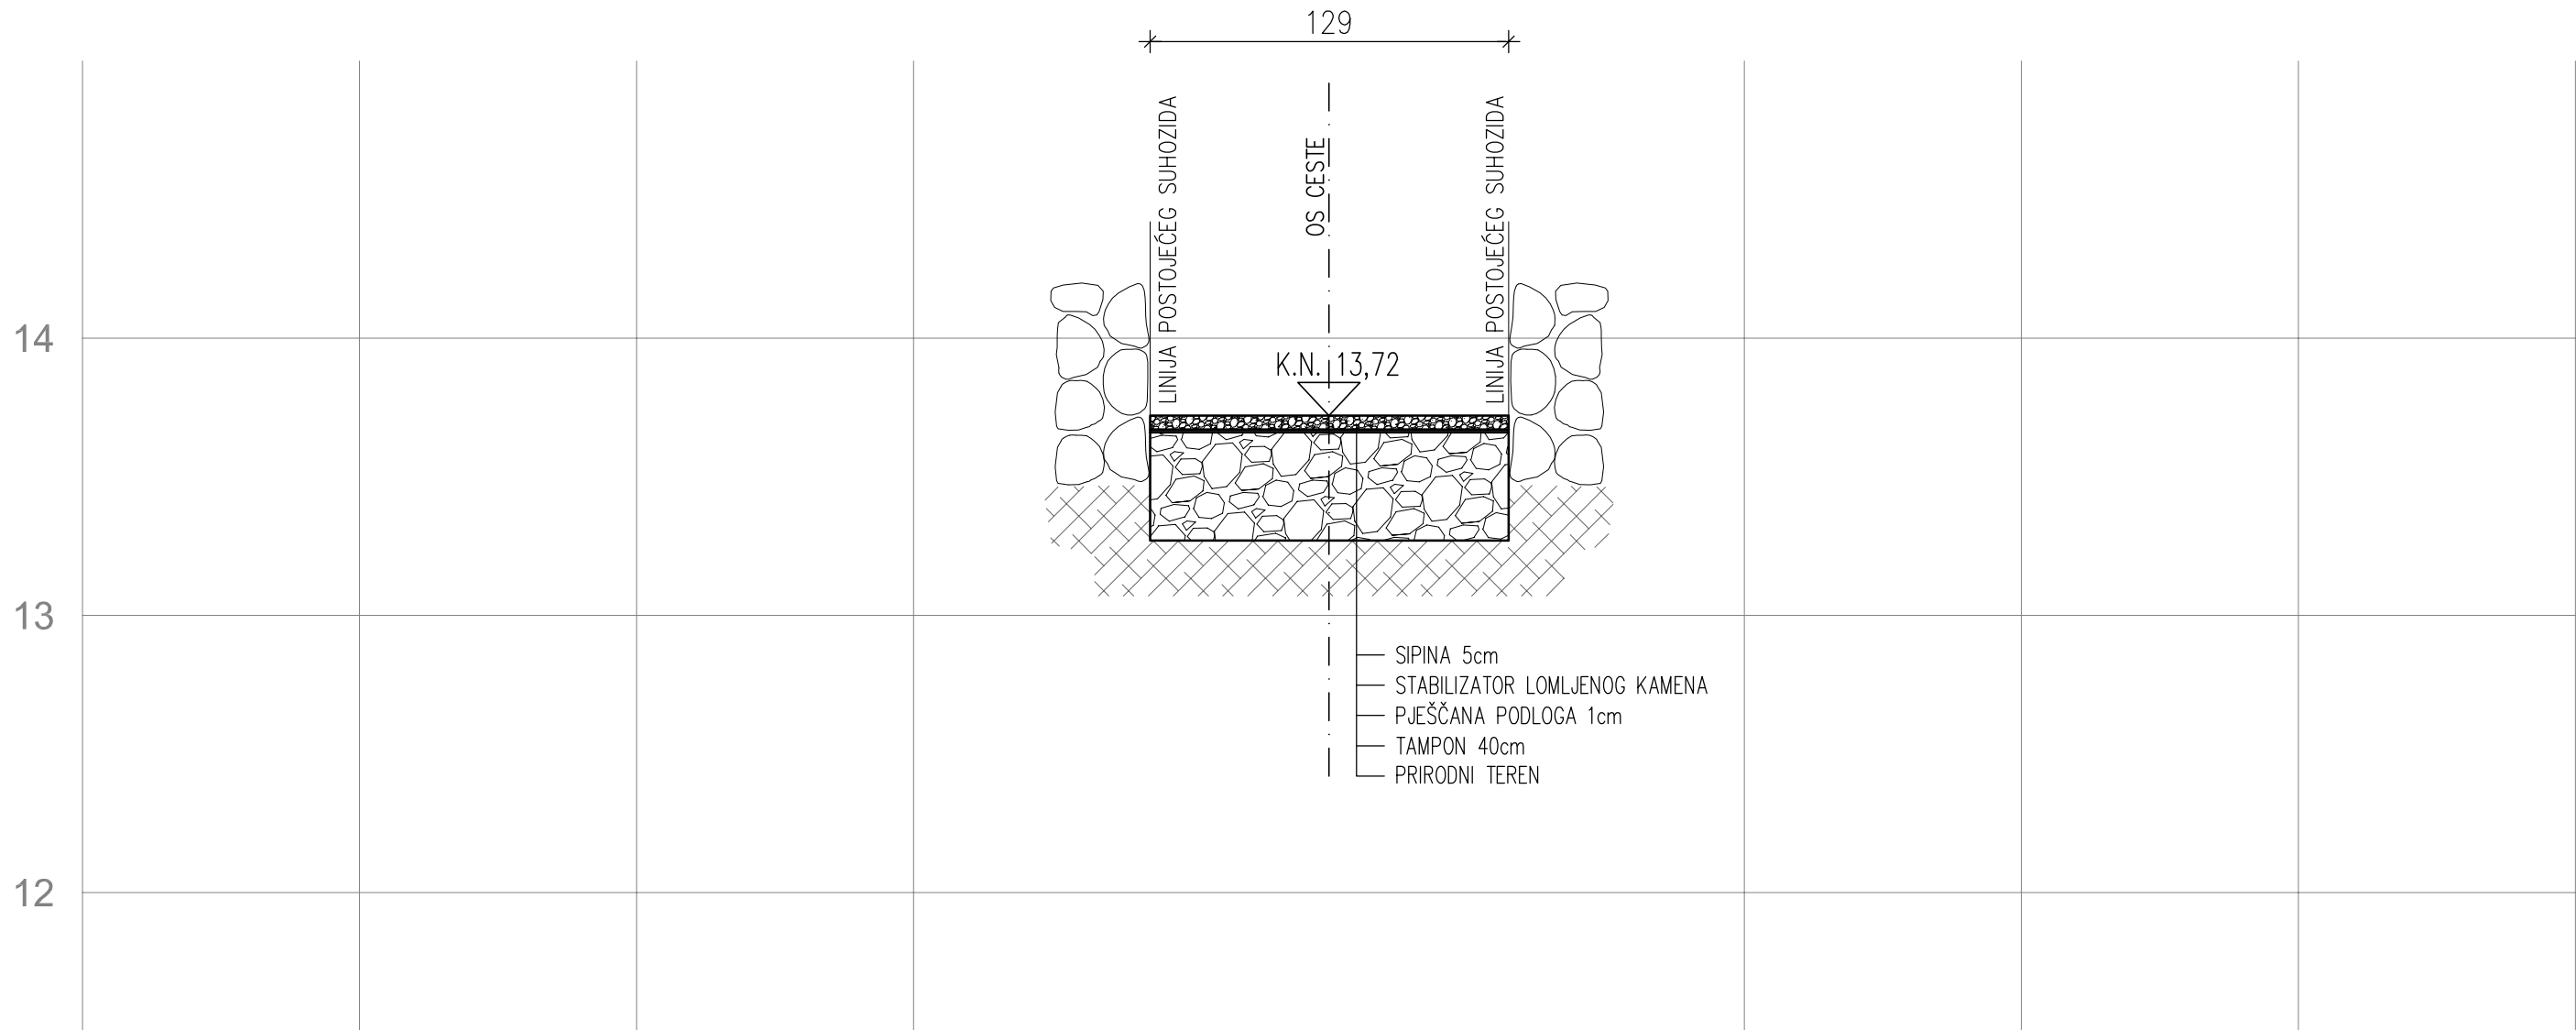 129
LINIJA POSTOJEĆEG SUHOZIDA
OS CESTE
LINIJA POSTOJEĆEG SUHOZIDA
14
K.N. 13,72
13
SIPINA 5cm
STABILIZATOR LOMLJENOG KAMENA
PJEŠČANA PODLOGA 1cm
TAMPON 40cm
PRIRODNI TEREN
12